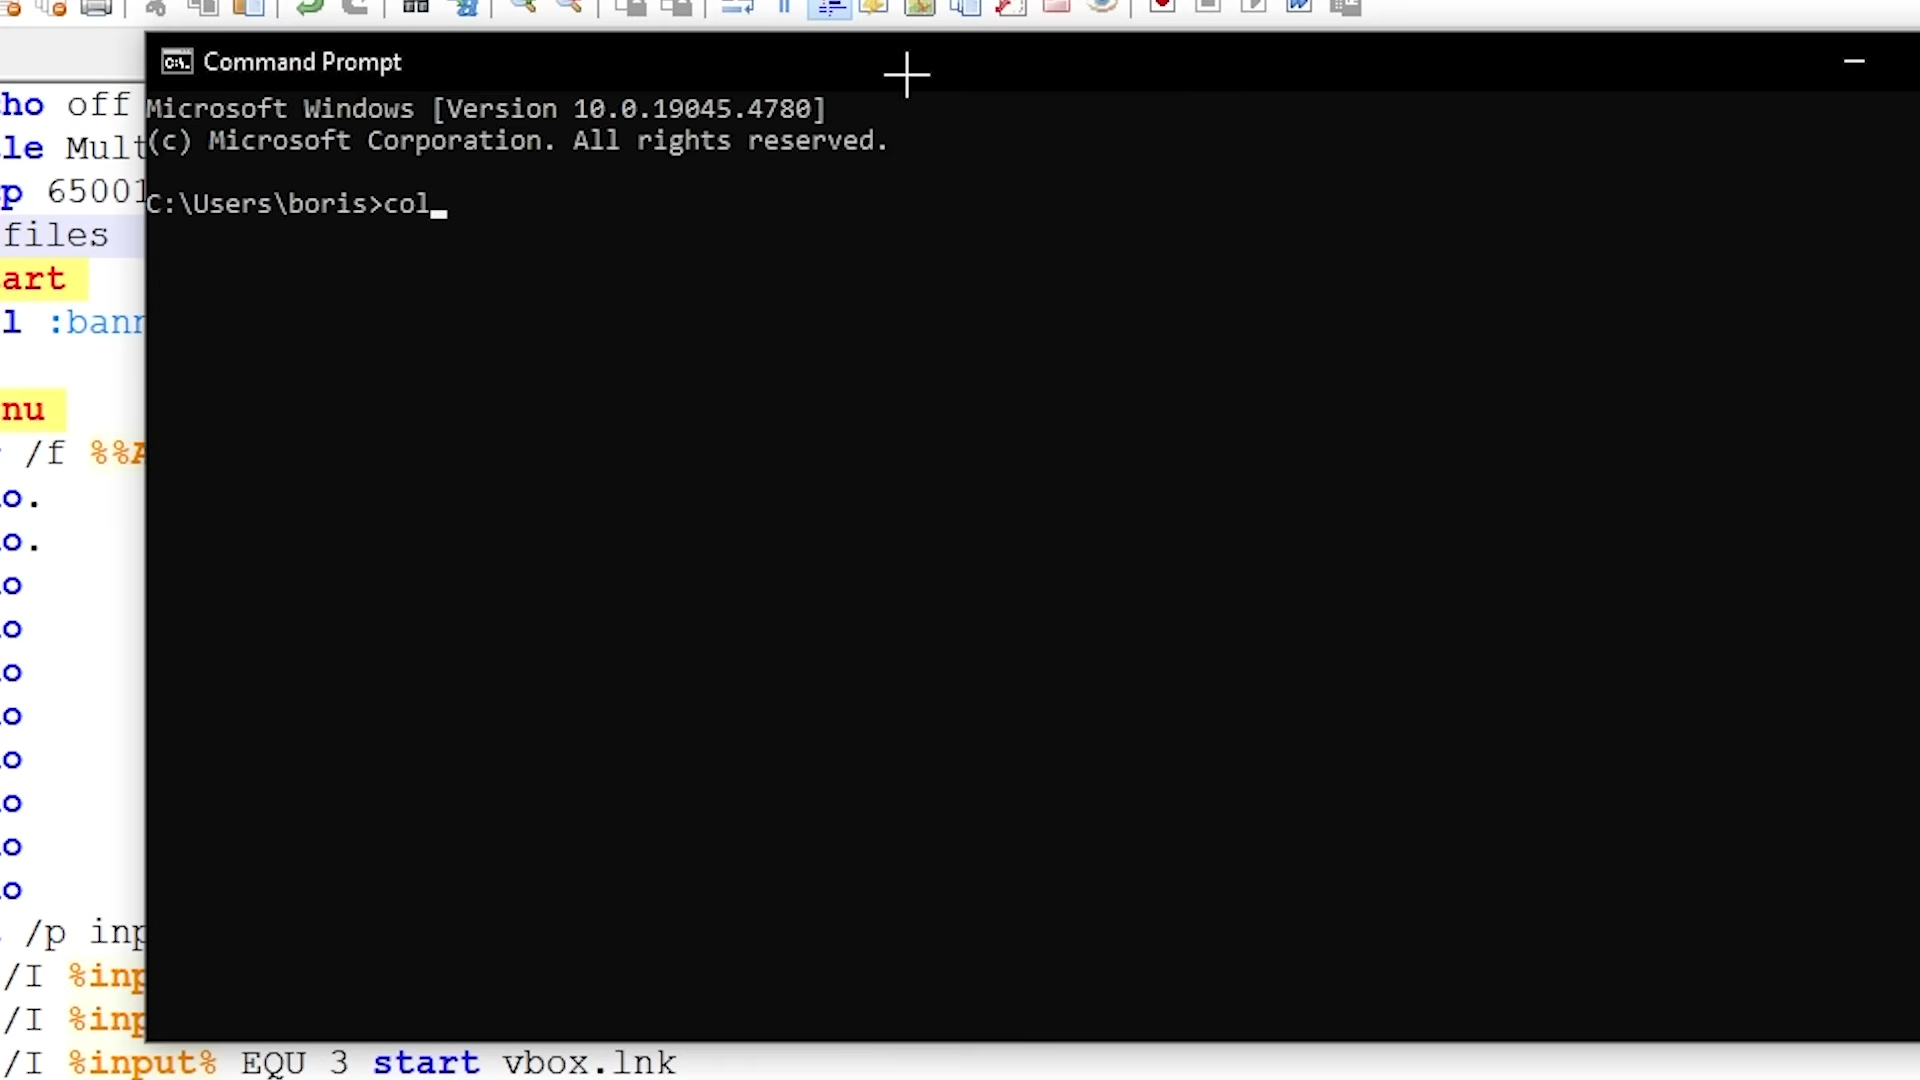 Command Prompt
Microsoft Windows [Version 10.0.19045.4780]
(c) Microsoft Corporation. All rights reserved.
C:\Users\boris>col
ho off
le Mult
p 65001
files
art
l :bann
nu
/f %%A
o.
o.
o
o
o
o
o
o
o
o
/p inp
/I %inp
/I %inp
/I %input% EQU 3 start vbox.lnk